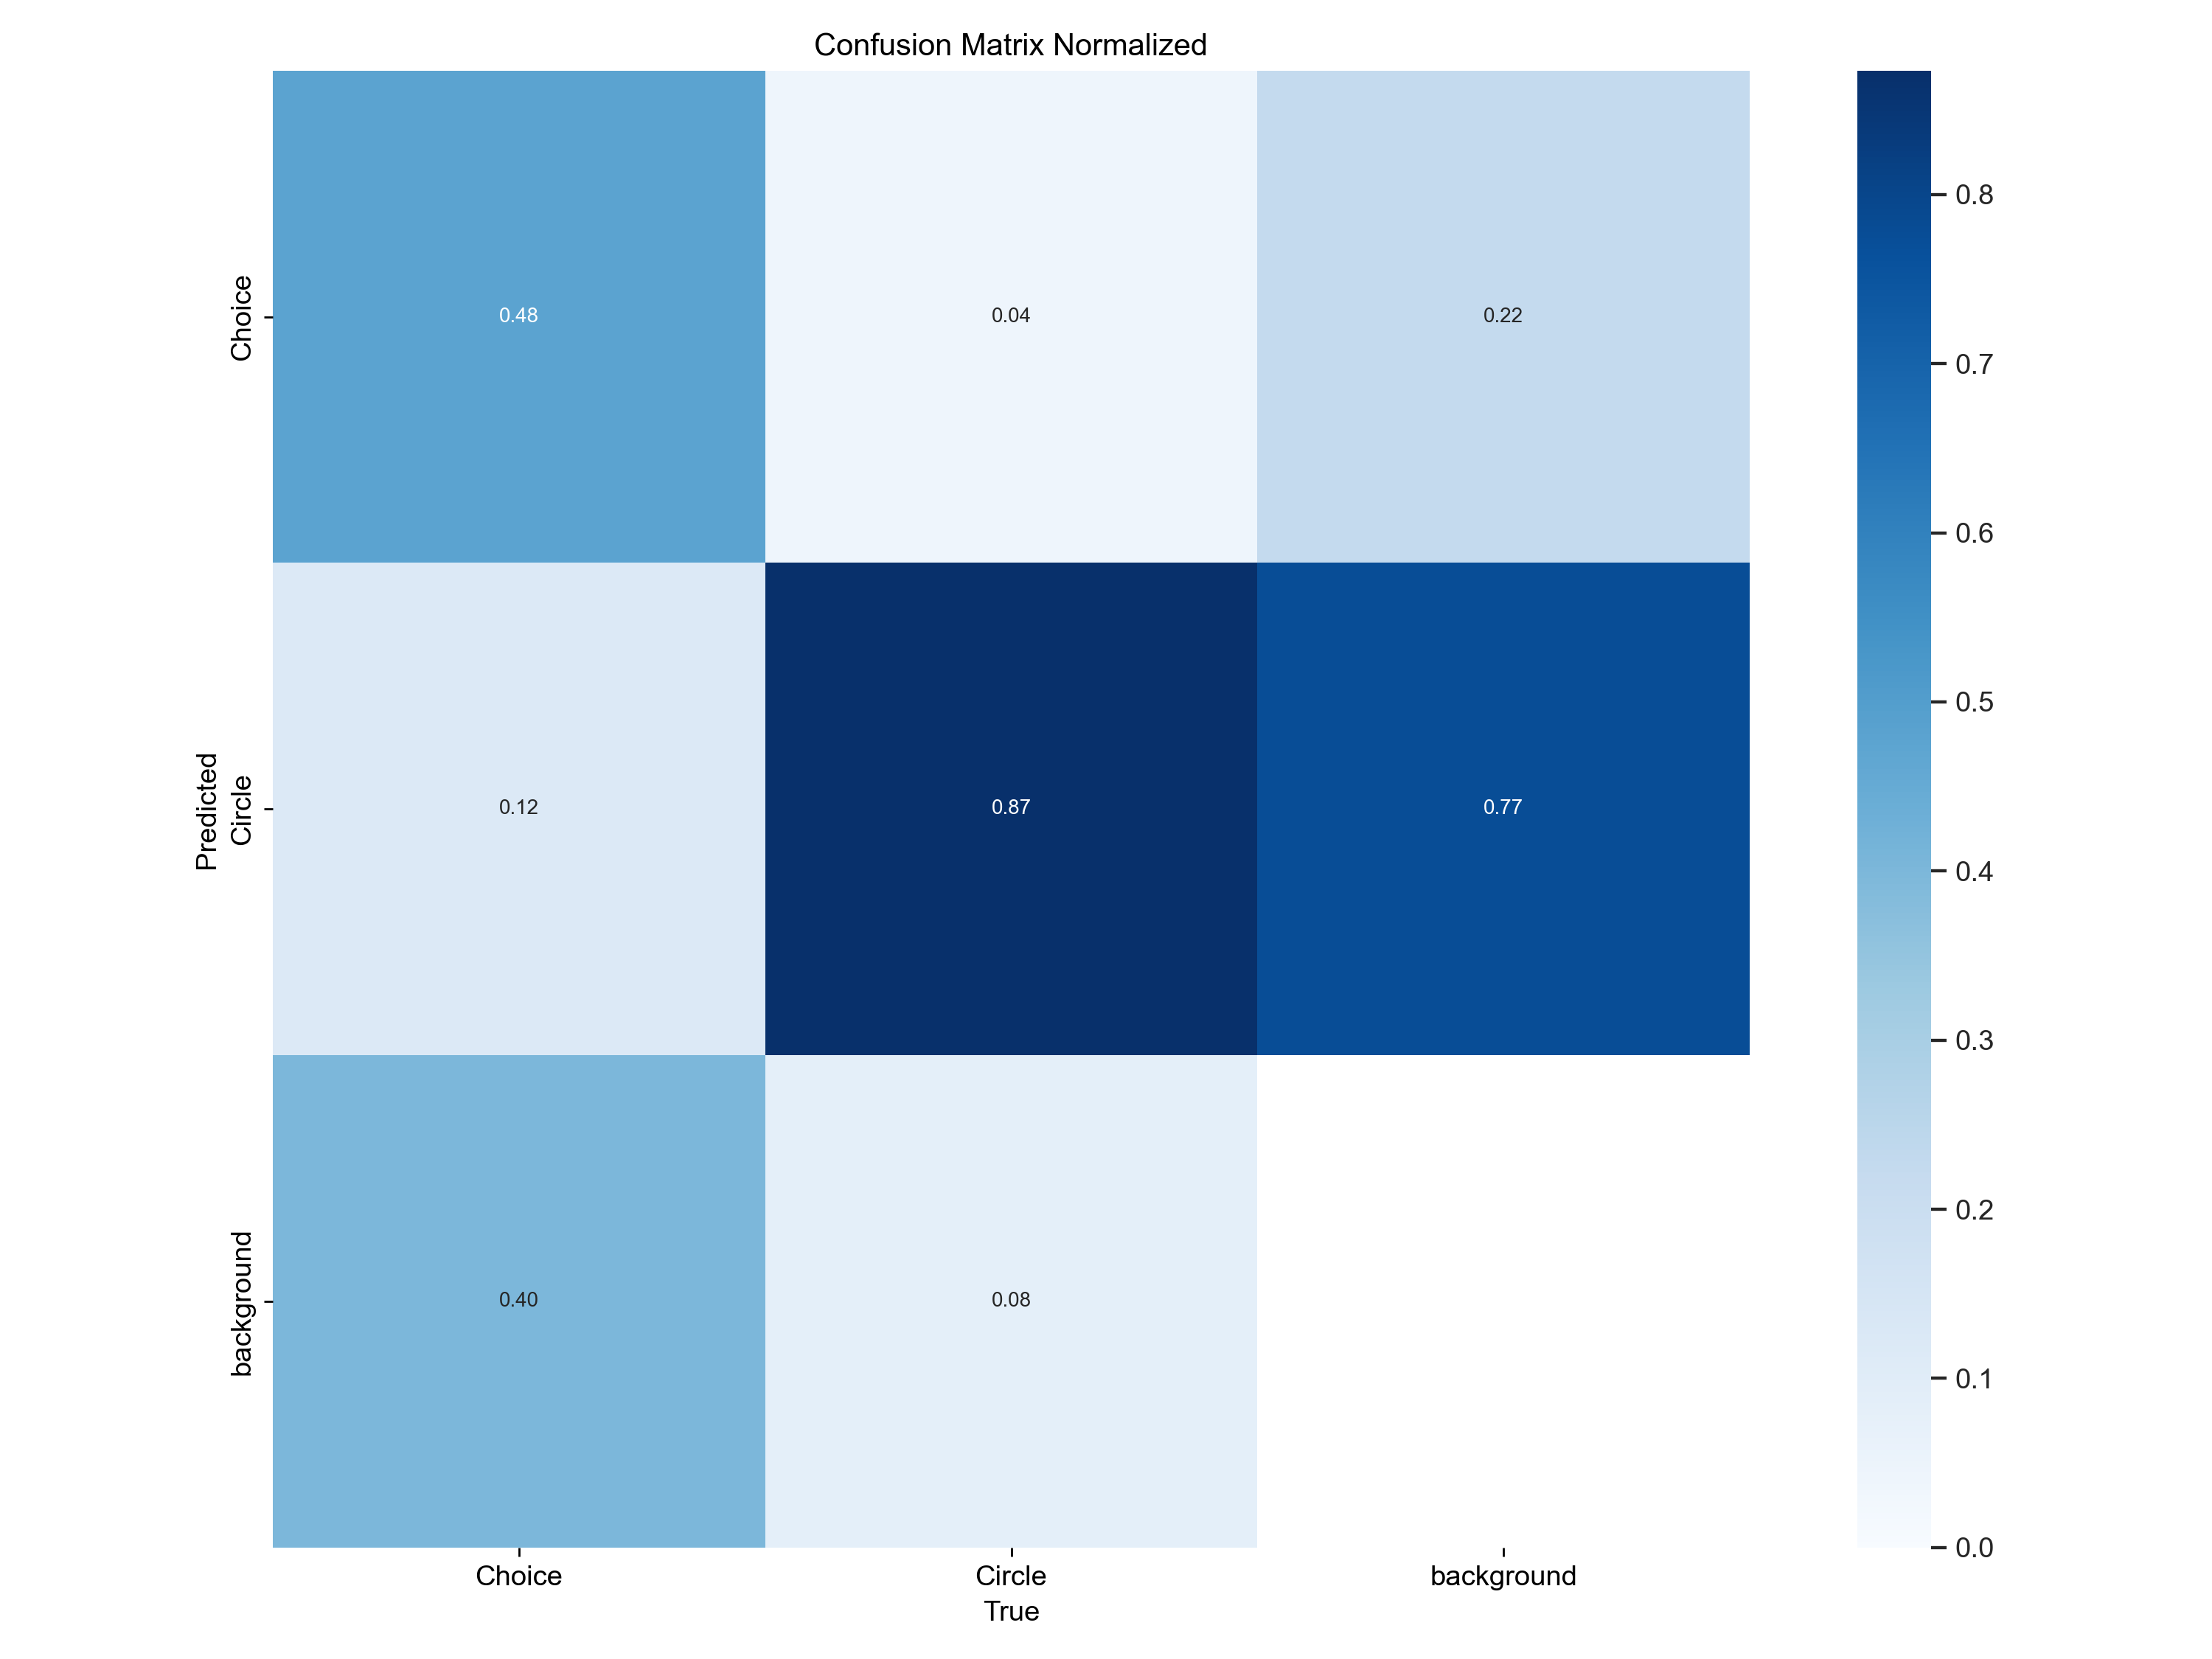 Confusion Matrix Normalized
Choice
0.48
0.04
0.22
Predicted
Circle
0.12
0.87
0.77
background
0.40
0.08
Choice
Circle
background
True
0.8
0.7
0.6
0.5
0.4
0.3
0.2
0.1
0.0